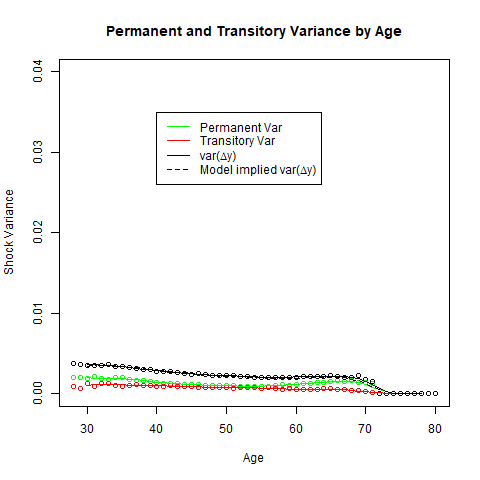 Permanent and Transitory Variance by Age
0.04
0.03
0.02
0.01
0.00
Shock Variance
Permanent Var
Transitory Var
var(Δy)
Model implied var(Δy)
30 40 50 60 70 80
Age